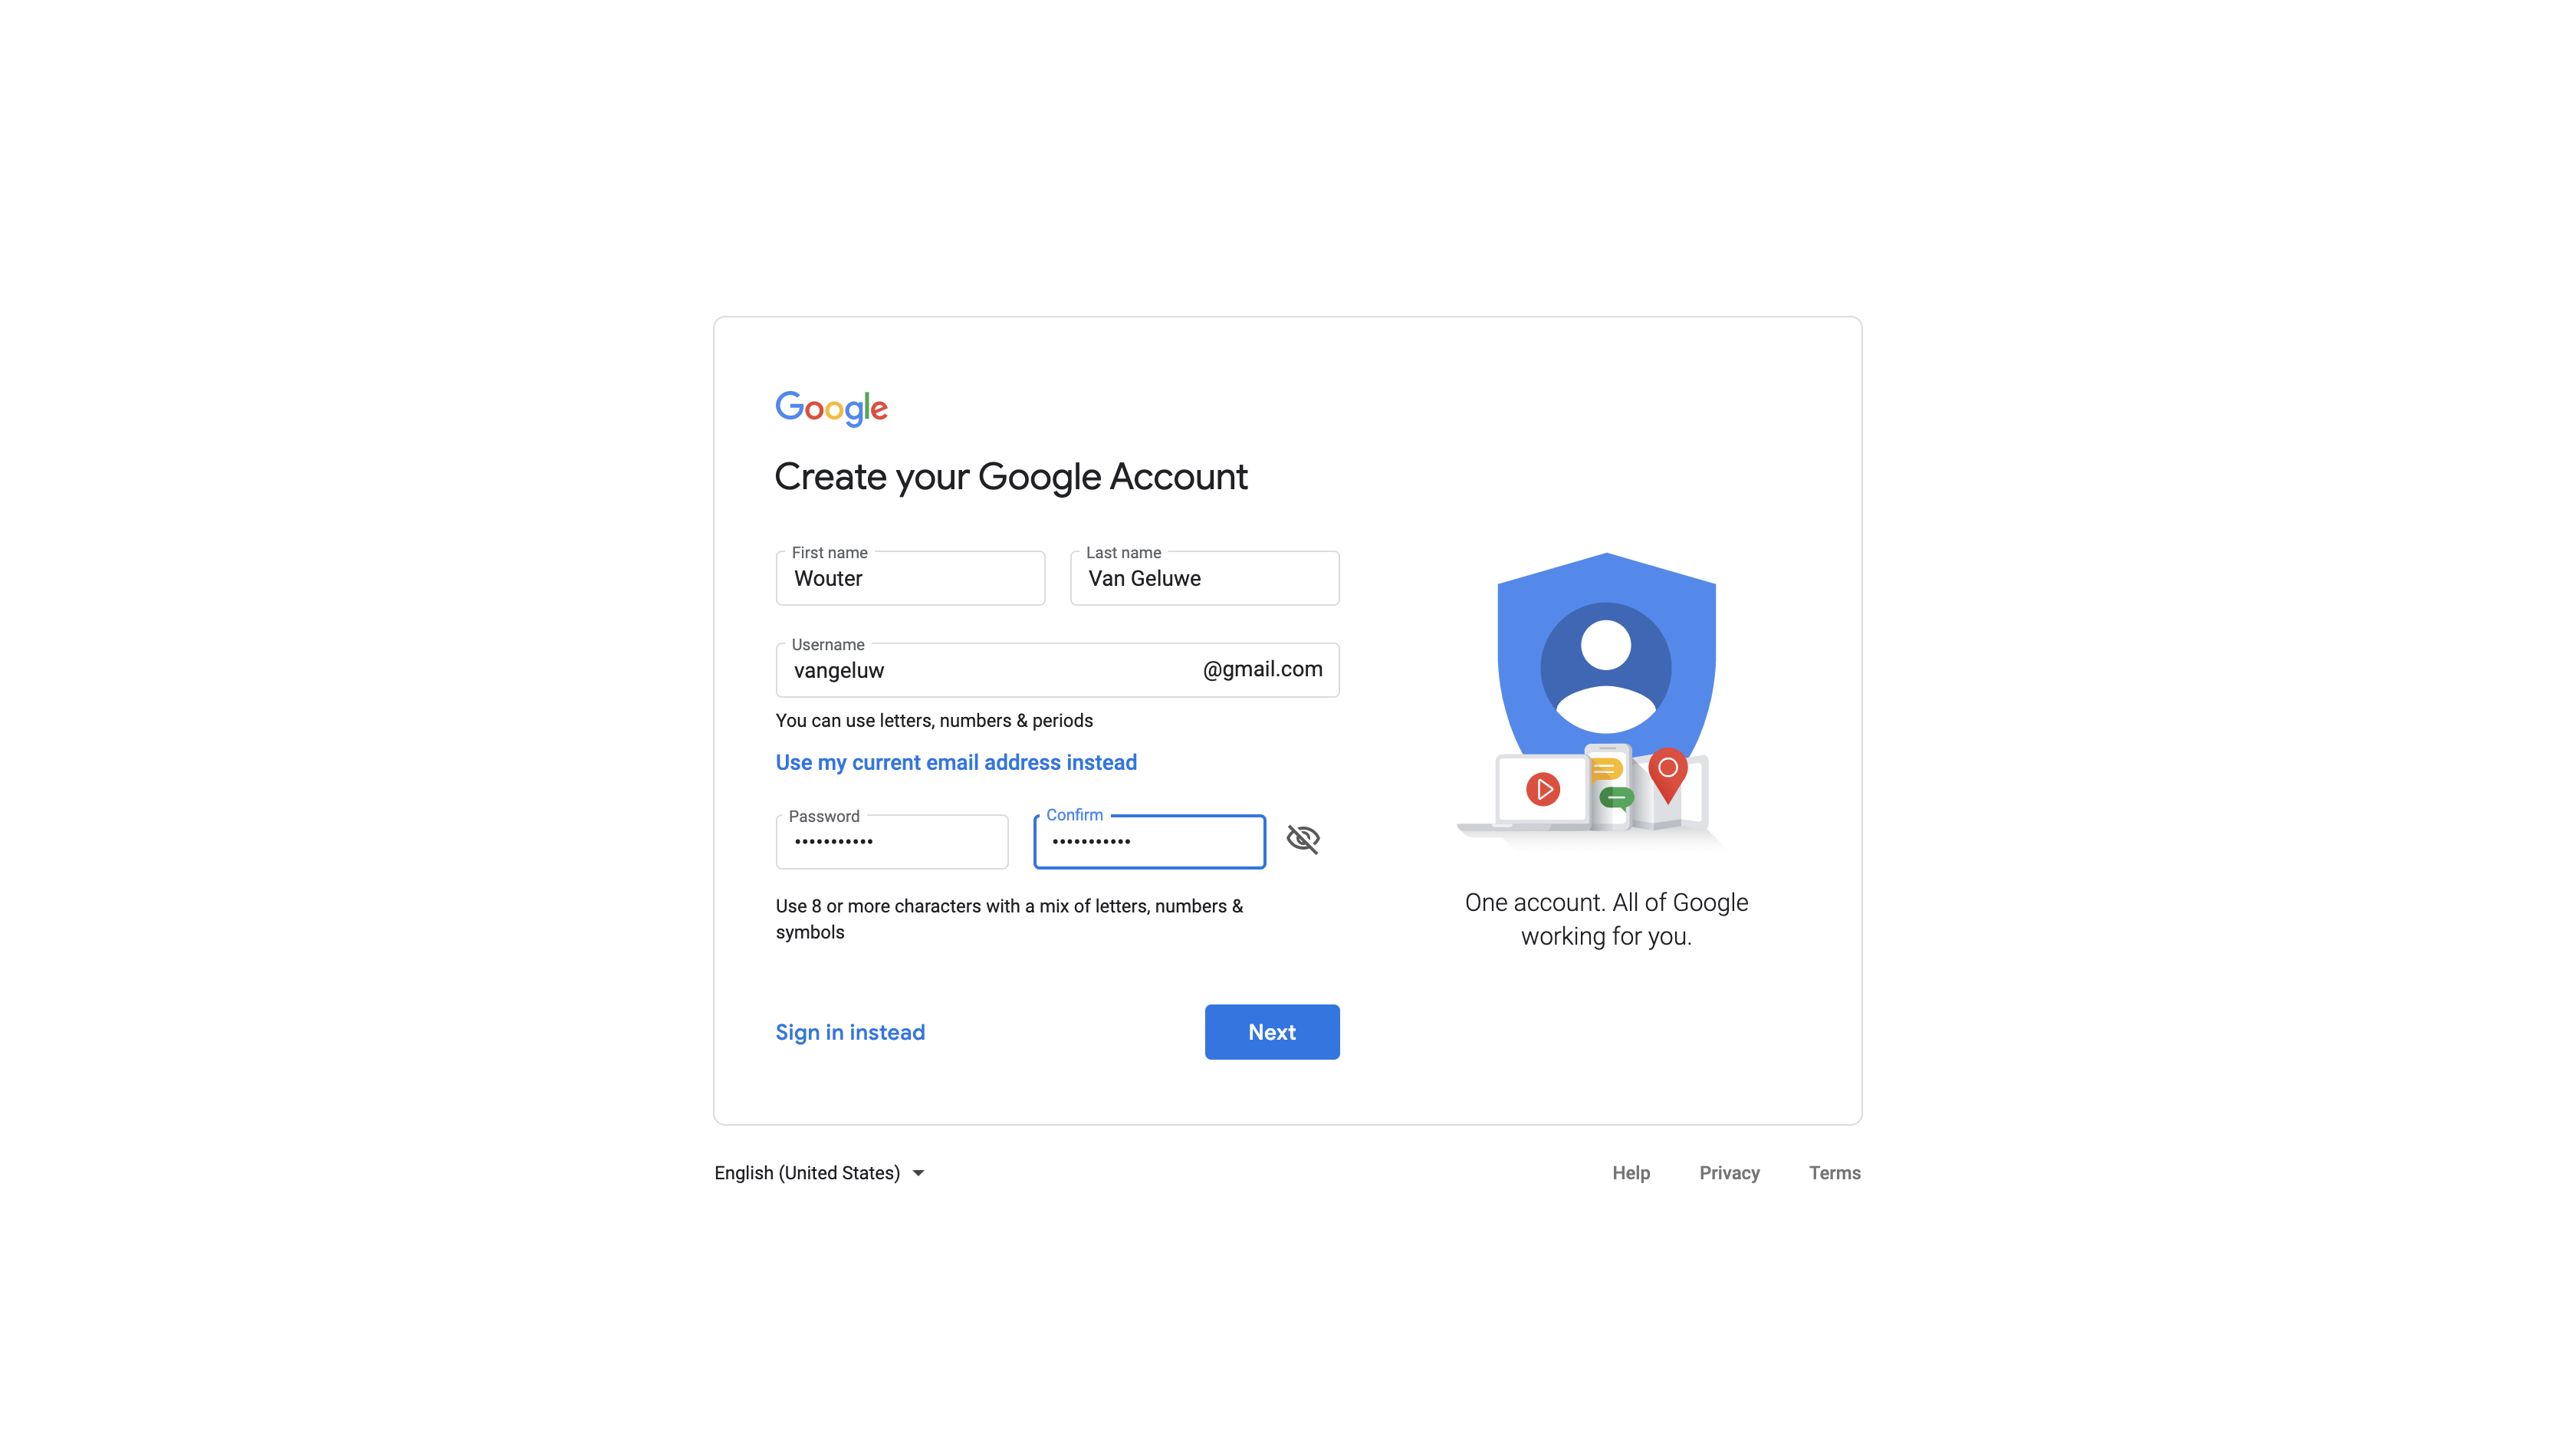 Google
Create your Google Account
First name
Last name
Wouter
Van Geluwe
Username
vangeluw
@gmail.com
You can use letters, numbers & periods
Use my current email address instead
Password
Confirm
•••••••••••
•••••••••••
Use 8 or more characters with a mix of letters, numbers &
symbols
Sign in instead
Next
One account. All of Google
working for you.
English (United States)
Help
Privacy
Terms